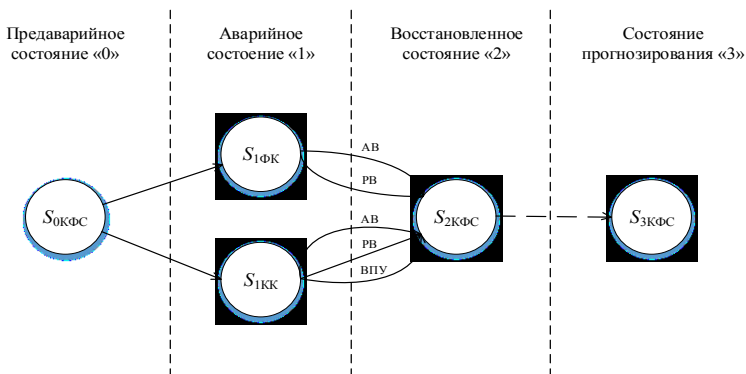 Предаварийное
состояние «0»
Аварийное
состоение «1»
Восстановленное
состояние «2»
Состояние
прогнозирования «3»
S1ФК
АВ
РВ
S0КФС
S2КФС
S3КФС
АВ
РВ
ВПУ
S1КК